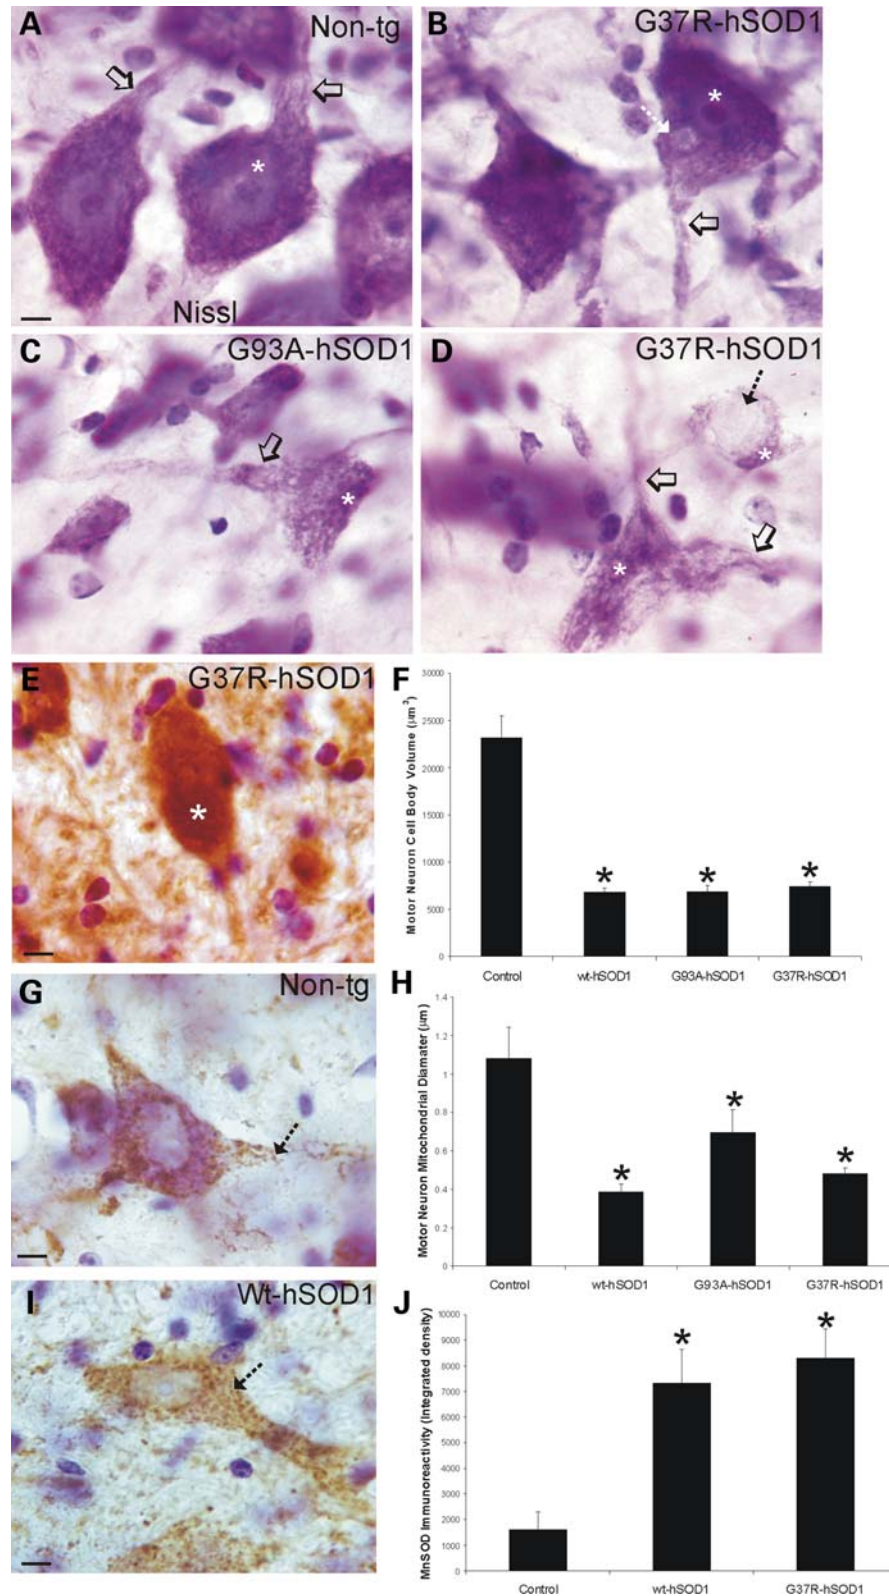 A
Non-tg
Nissl
B
G37R-hSOD1
C
G93A-hSOD1
D
G37R-hSOD1
E
G37R-hSOD1
F
Motor Neuron Cell Body Volume (μm³)
30000
25000
20000
15000
10000
5000
0
Control wt-hSOD1 G93A-hSOD1 G37R-hSOD1
G
Non-tg
H
Motor Neuron Mitochondrial Diamater (μm)
1.4
1.2
1
0.8
0.6
0.4
0.2
0
Control wt-hSOD1 G93A-hSOD1 G37R-hSOD1
I
Wt-hSOD1
J
MnSOD Immunoreactivity (Integrated density)
10000
9000
8000
7000
6000
5000
4000
3000
2000
1000
0
Control wt-hSOD1 G37R-hSOD1